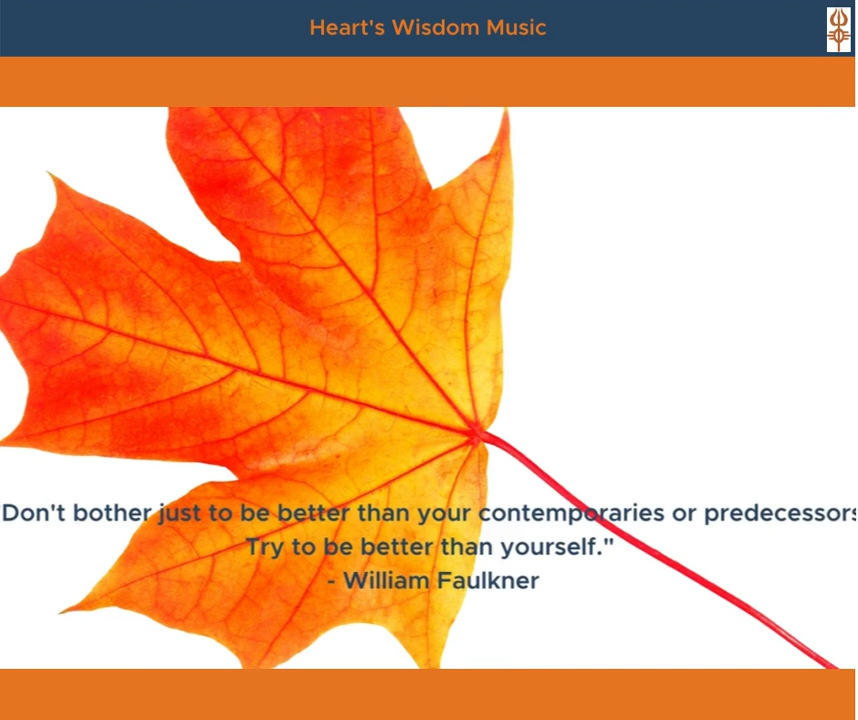 Heart's Wisdom Music
Don't bother just to be better than your contemporaries or predecessors
Try to be better than yourself."
- William Faulkner